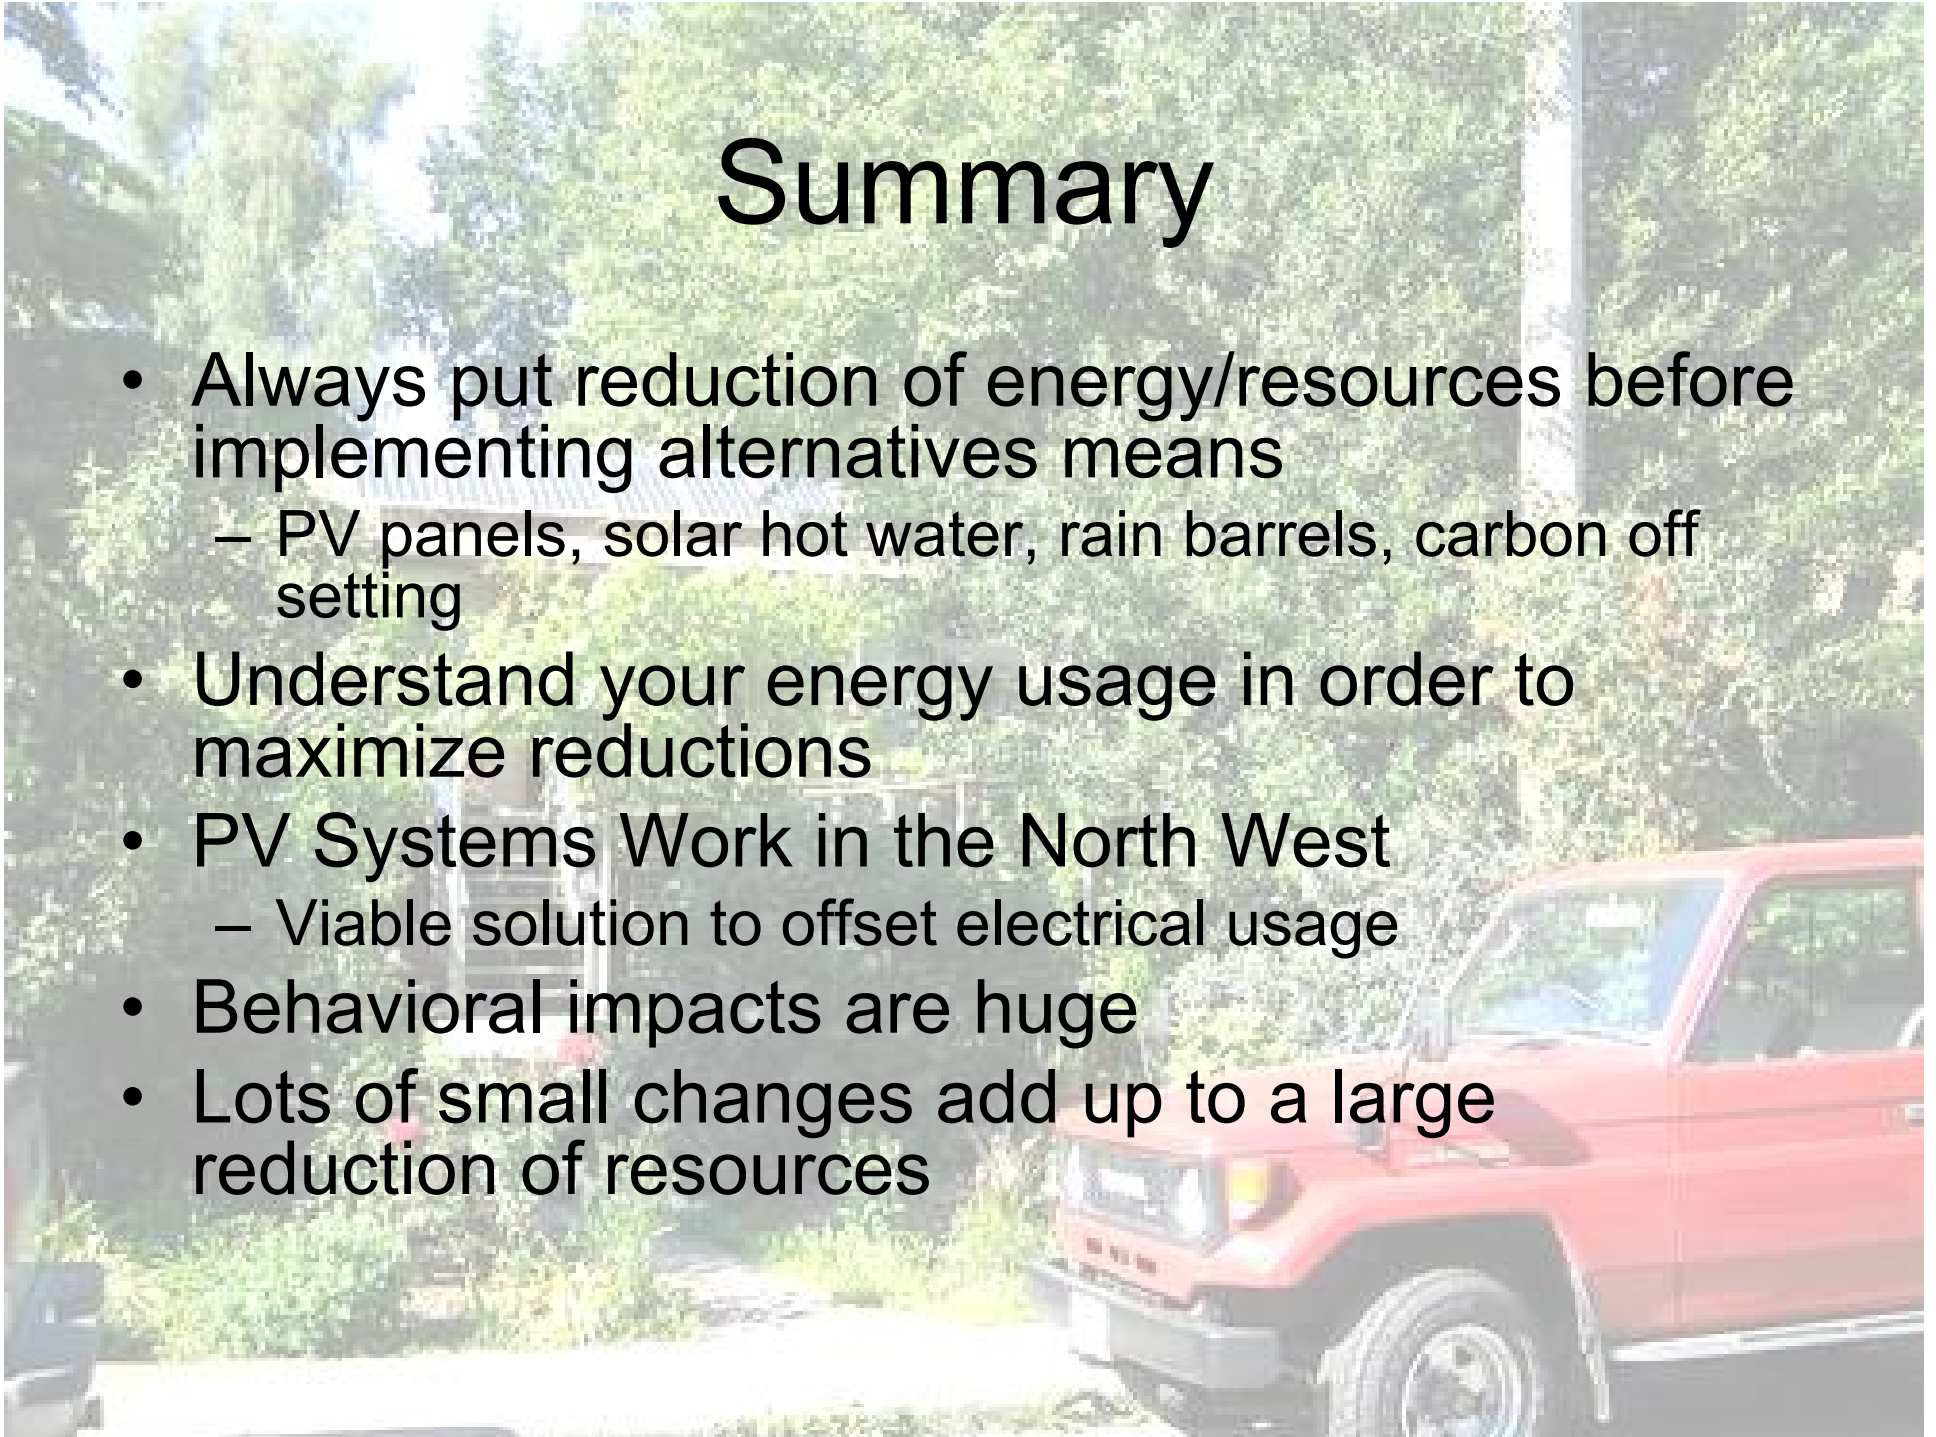 Summary
• Always put reduction of energy/resources before
implementing alternatives means
– PV panels, solar hot water, rain barrels, carbon off
setting
• Understand your energy usage in order to
maximize reductions
• PV Systems Work in the North West
– Viable solution to offset electrical usage
• Behavioral impacts are huge
• Lots of small changes add up to a large
reduction of resources